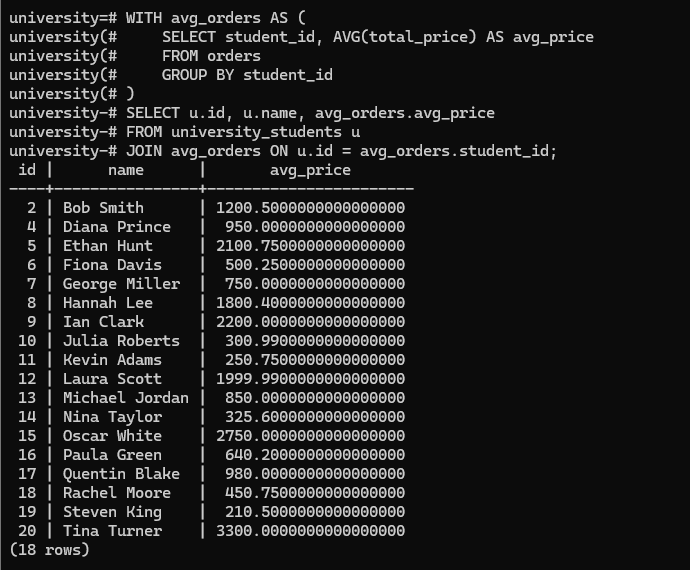 university=# WITH avg_orders AS (
university(#     SELECT student_id, AVG(total_price) AS avg_price
university(#     FROM orders
university(#     GROUP BY student_id
university(# )
university-# SELECT u.id, u.name, avg_orders.avg_price
university-# FROM university_students u
university-# JOIN avg_orders ON u.id = avg_orders.student_id;
 id |      name      |       avg_price
----+----------------+-----------------------
  2 | Bob Smith      | 1200.5000000000000000
  4 | Diana Prince   |  950.0000000000000000
  5 | Ethan Hunt     | 2100.7500000000000000
  6 | Fiona Davis    |  500.2500000000000000
  7 | George Miller  |  750.0000000000000000
  8 | Hannah Lee     | 1800.4000000000000000
  9 | Ian Clark      | 2200.0000000000000000
 10 | Julia Roberts  |  300.9900000000000000
 11 | Kevin Adams    |  250.7500000000000000
 12 | Laura Scott    | 1999.9900000000000000
 13 | Michael Jordan |  850.0000000000000000
 14 | Nina Taylor    |  325.6000000000000000
 15 | Oscar White    | 2750.0000000000000000
 16 | Paula Green    |  640.2000000000000000
 17 | Quentin Blake  |  980.0000000000000000
 18 | Rachel Moore   |  450.7500000000000000
 19 | Steven King    |  210.5000000000000000
 20 | Tina Turner    | 3300.0000000000000000
(18 rows)